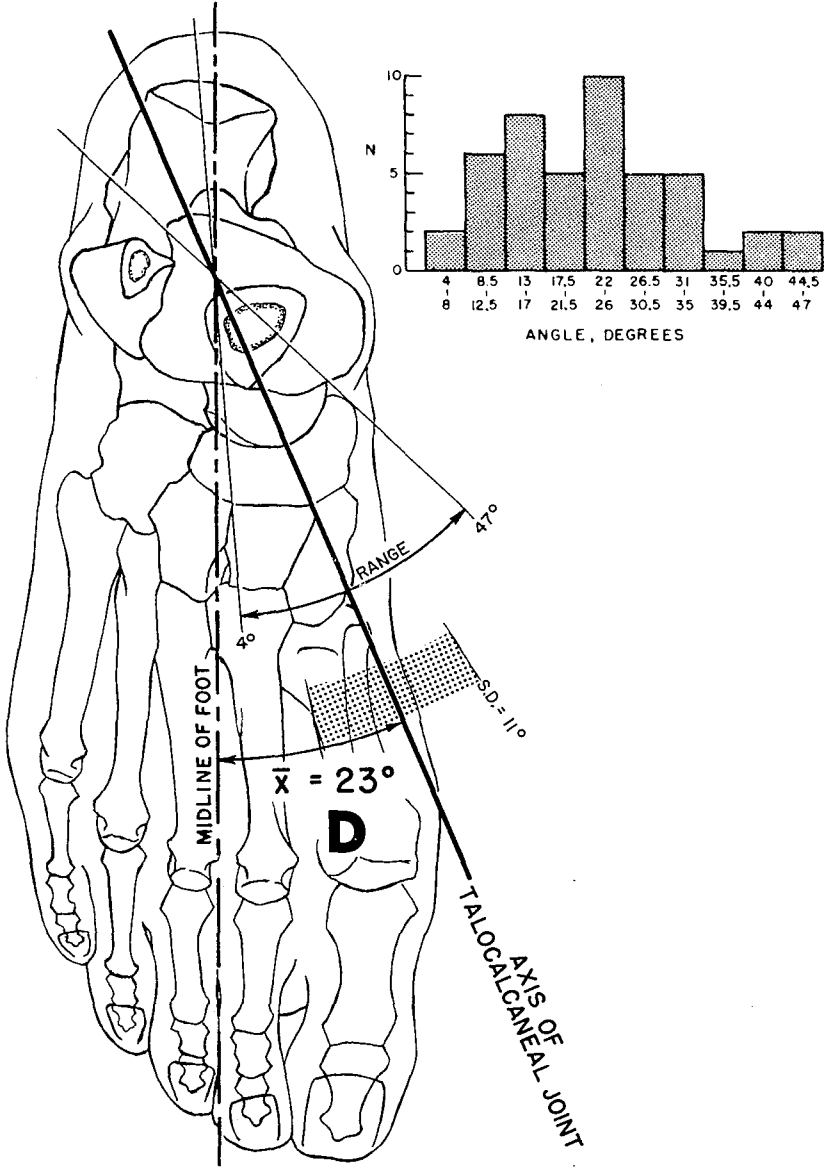 10
N
5
0
4 8.5 13 17.5 22 26.5 31 35.5 40 44.5
8 12.5 17 21.5 26 30.5 35 39.5 44 47
ANGLE, DEGREES
47°
RANGE
4°
MIDLINE OF FOOT
S.D. = 11°
x̄ = 23°
D
AXIS OF
TALOCALCANEAL JOINT